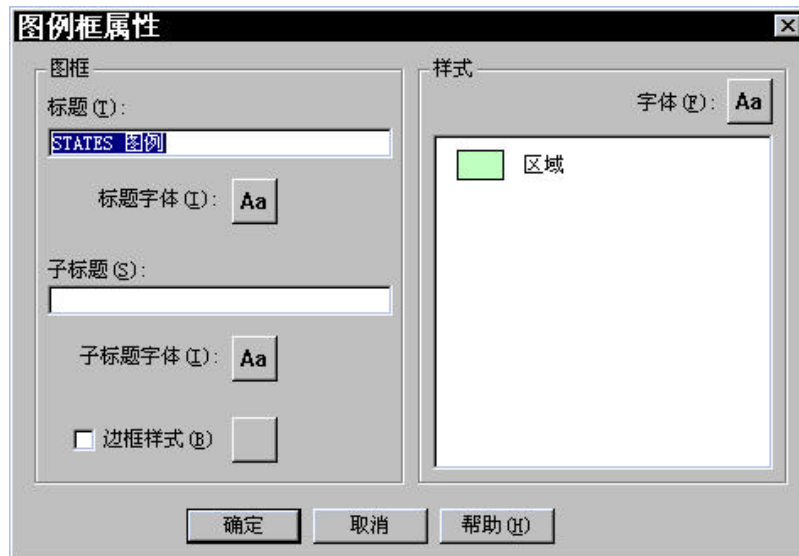 图例框属性
图框
标题(T):
STATES 图例
标题字体(I): Aa
子标题(S):
子标题字体(I): Aa
边框样式(B)
样式
字体(F): Aa
区域
确定
取消
帮助(H)